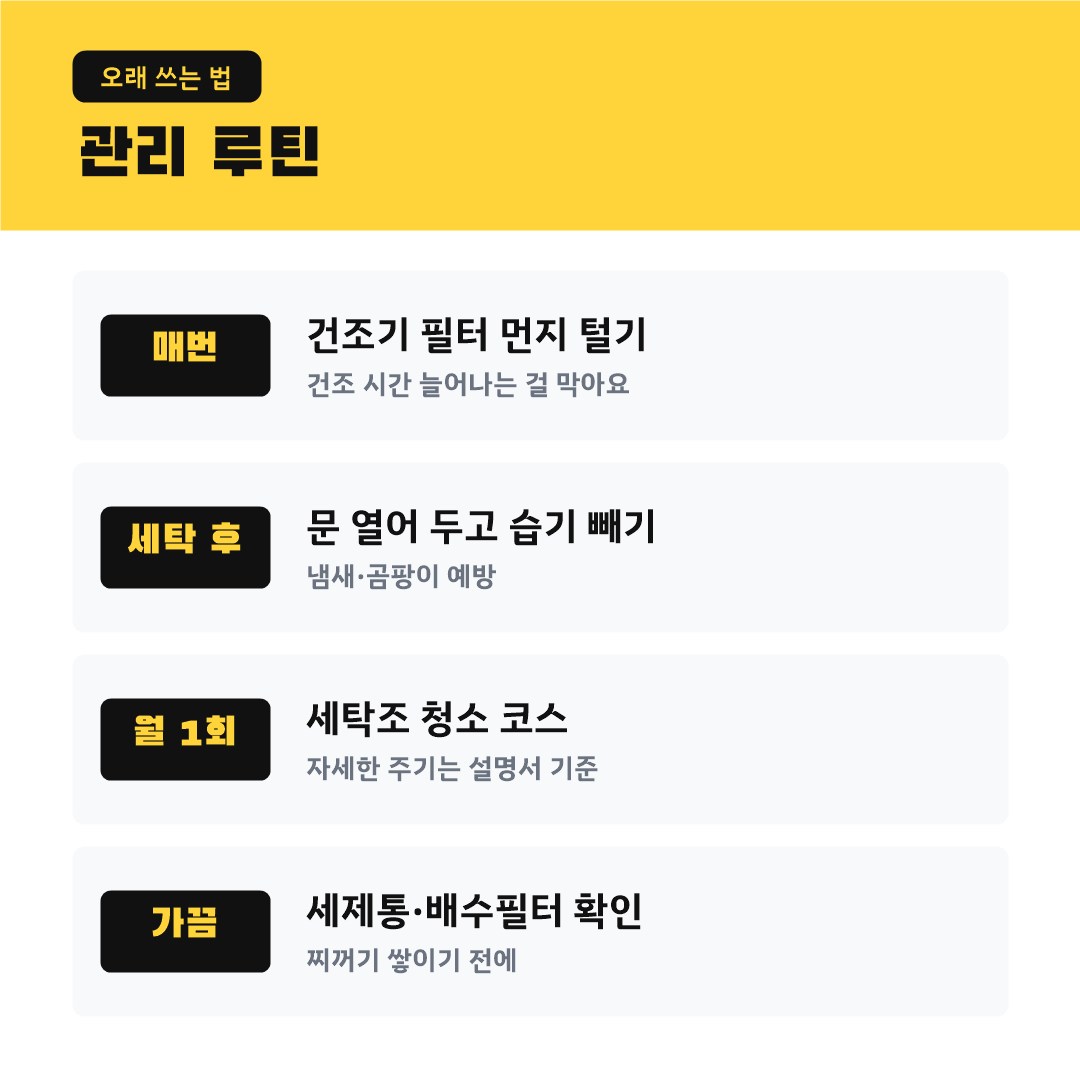 오래 쓰는 법
관리 루틴
매번
건조기 필터 먼지 털기
건조 시간 늘어나는 걸 막아요
세탁 후
문 열어 두고 습기 빼기
냄새·곰팡이 예방
월 1회
세탁조 청소 코스
자세한 주기는 설명서 기준
가끔
세제통·배수필터 확인
찌꺼기 쌓이기 전에